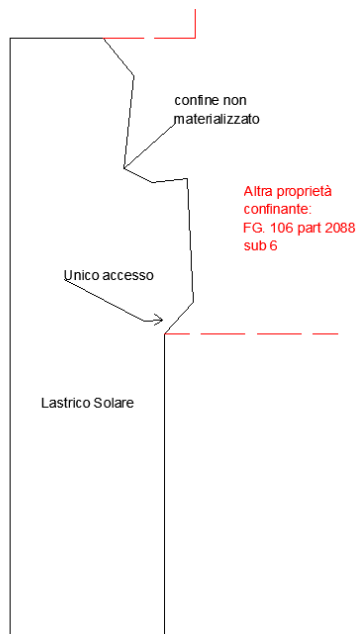 confine non
materializzato
Altra proprietà
confinante:
FG. 106 part 2088
sub 6
Unico accesso
Lastrico Solare